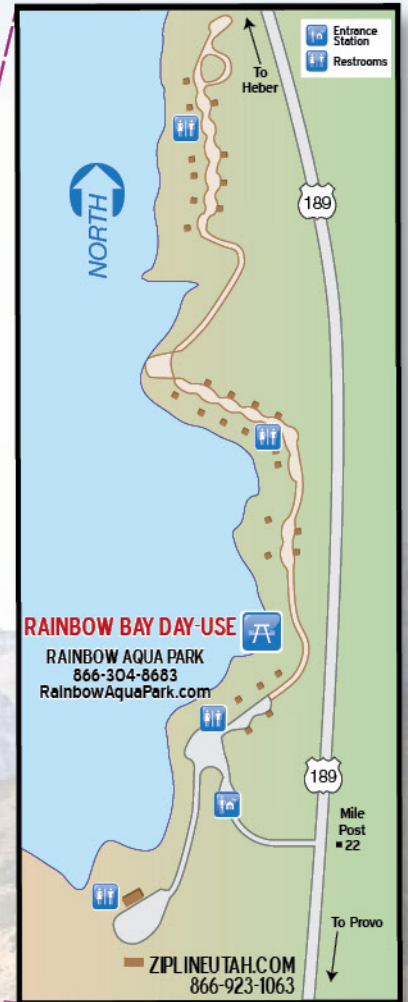 Entrance
Station
Restrooms
To
Heber
189
NORTH
RAINBOW BAY DAY-USE
RAINBOW AQUA PARK
866-304-8683
RainbowAquaPark.com
189
Mile
Post
22
To Provo
ZIPLINEUTAH.COM
866-923-1063